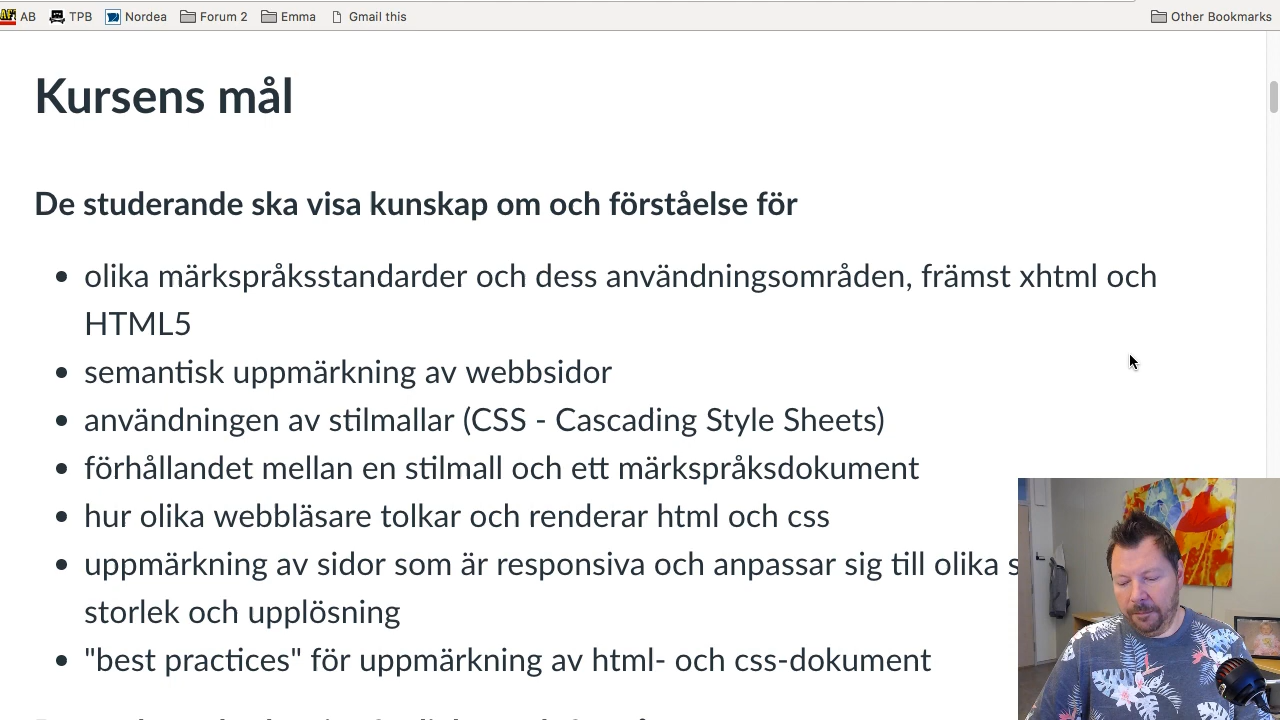 AB TPB Nordea Forum 2 Emma Gmail this Other Bookmarks
Kursens mål
De studerande ska visa kunskap om och förståelse för
• olika märkspråksstandarder och dess användningsområden, främst xhtml och
HTML5
• semantisk uppmärkning av webbsidor
• användningen av stilmallar (CSS - Cascading Style Sheets)
• förhållandet mellan en stilmall och ett märkspråksdokument
• hur olika webbläsare tolkar och renderar html och css
• uppmärkning av sidor som är responsiva och anpassar sig till olika
storlek och upplösning
• "best practices" för uppmärkning av html- och css-dokument